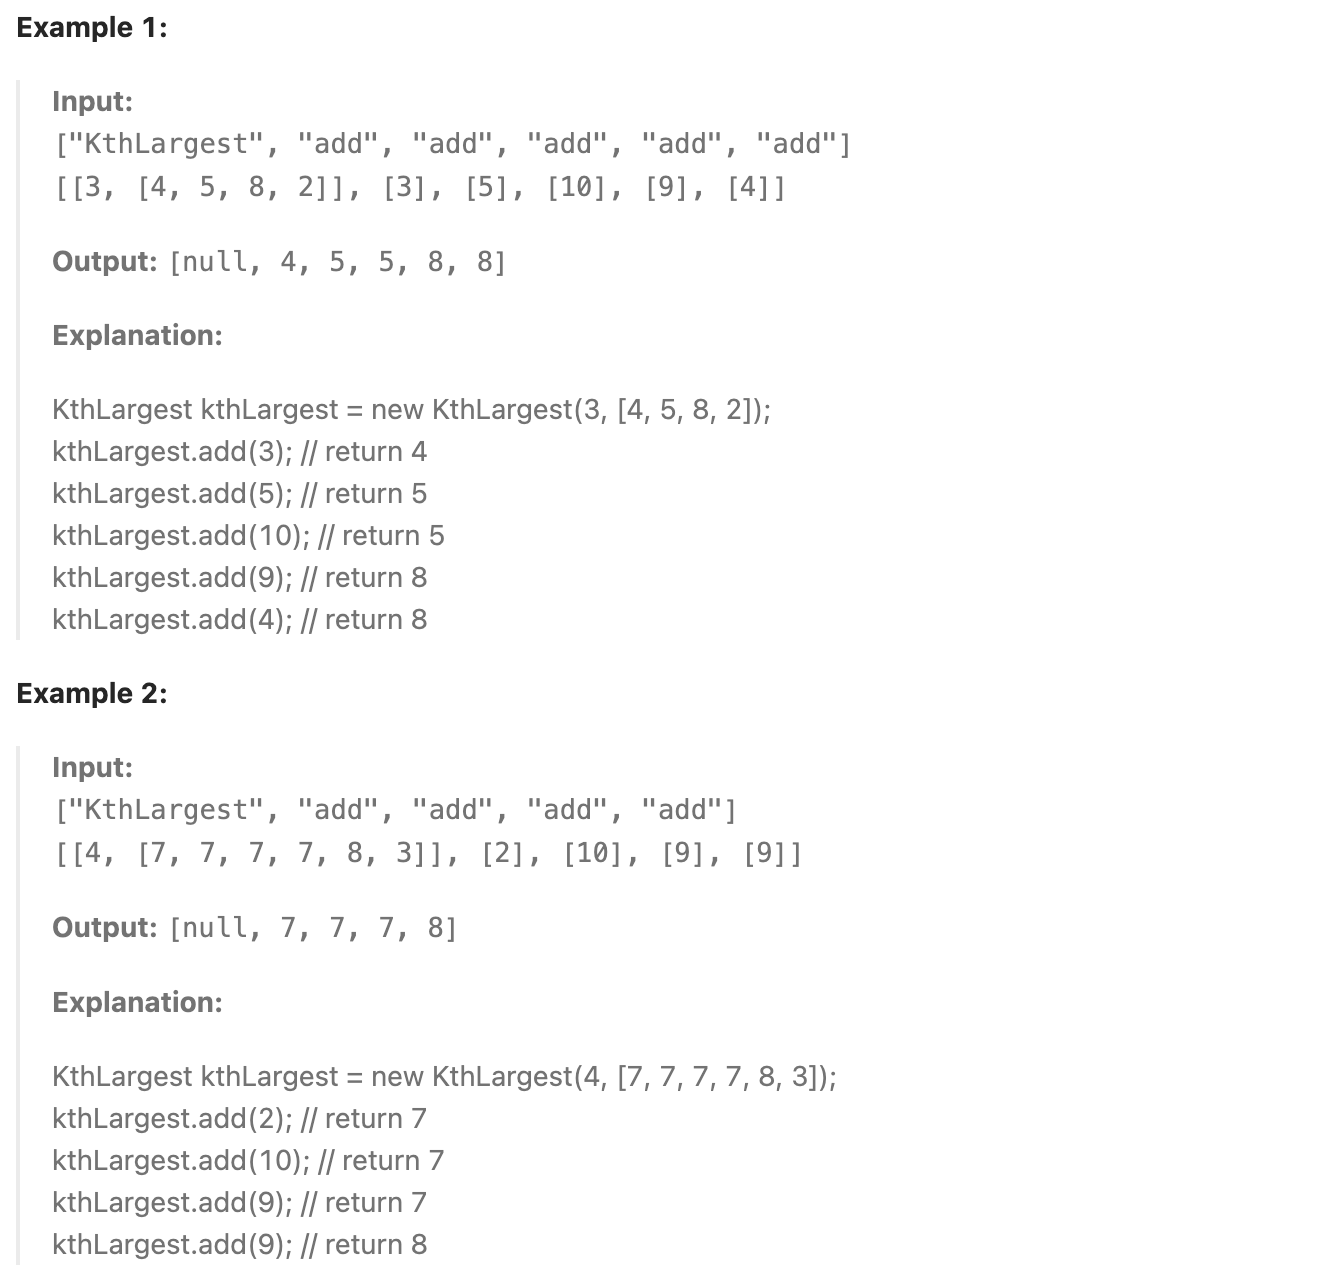 Example 1:
Input:
["KthLargest", "add", "add", "add", "add", "add"]
[[3, [4, 5, 8, 2]], [3], [5], [10], [9], [4]]
Output: [null, 4, 5, 5, 8, 8]
Explanation:
KthLargest kthLargest = new KthLargest(3, [4, 5, 8, 2]);
kthLargest.add(3); // return 4
kthLargest.add(5); // return 5
kthLargest.add(10); // return 5
kthLargest.add(9); // return 8
kthLargest.add(4); // return 8
Example 2:
Input:
["KthLargest", "add", "add", "add", "add"]
[[4, [7, 7, 7, 7, 8, 3]], [2], [10], [9], [9]]
Output: [null, 7, 7, 7, 8]
Explanation:
KthLargest kthLargest = new KthLargest(4, [7, 7, 7, 7, 8, 3]);
kthLargest.add(2); // return 7
kthLargest.add(10); // return 7
kthLargest.add(9); // return 7
kthLargest.add(9); // return 8